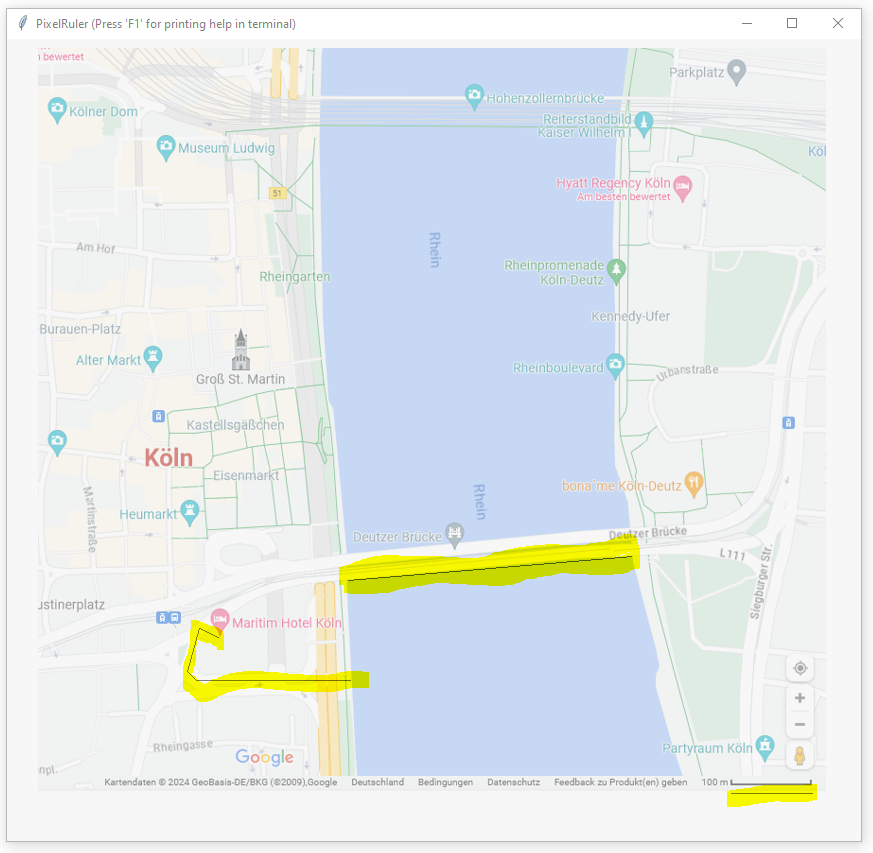 PixelRuler (Press 'F1' for printing help in terminal)
n bewertet
Parkplatz
Hohenzollernbrücke
Kölner Dom
Reiterstandbild
Kaiser Wilhelm
Museum Ludwig
Köl
Hyatt Regency Köln
Am besten bewertet
51
Am Hof
Rhein
Rheinpromenade
Köln-Deutz
Rheingarten
Kennedy-Ufer
-Burauen-Platz
Alter Markt
Rheinboulevard
Urbanstraße
Groß St. Martin
Kastellsgäßchen
Köln
Eisenmarkt
Martinstraße
Rhein
bona'me Köln-Deutz
Heumarkt
Deutzer Brücke
Deutzer Brücke
L111
Siegburger Str.
ustinerplatz
Maritim Hotel Köln
Rheingasse
Google
Partyraum Köln
npl.
Kartendaten © 2024 GeoBasis-DE/BKG (©2009),Google Deutschland Bedingungen Datenschutz Feedback zu Produkt(en) geben 100 m